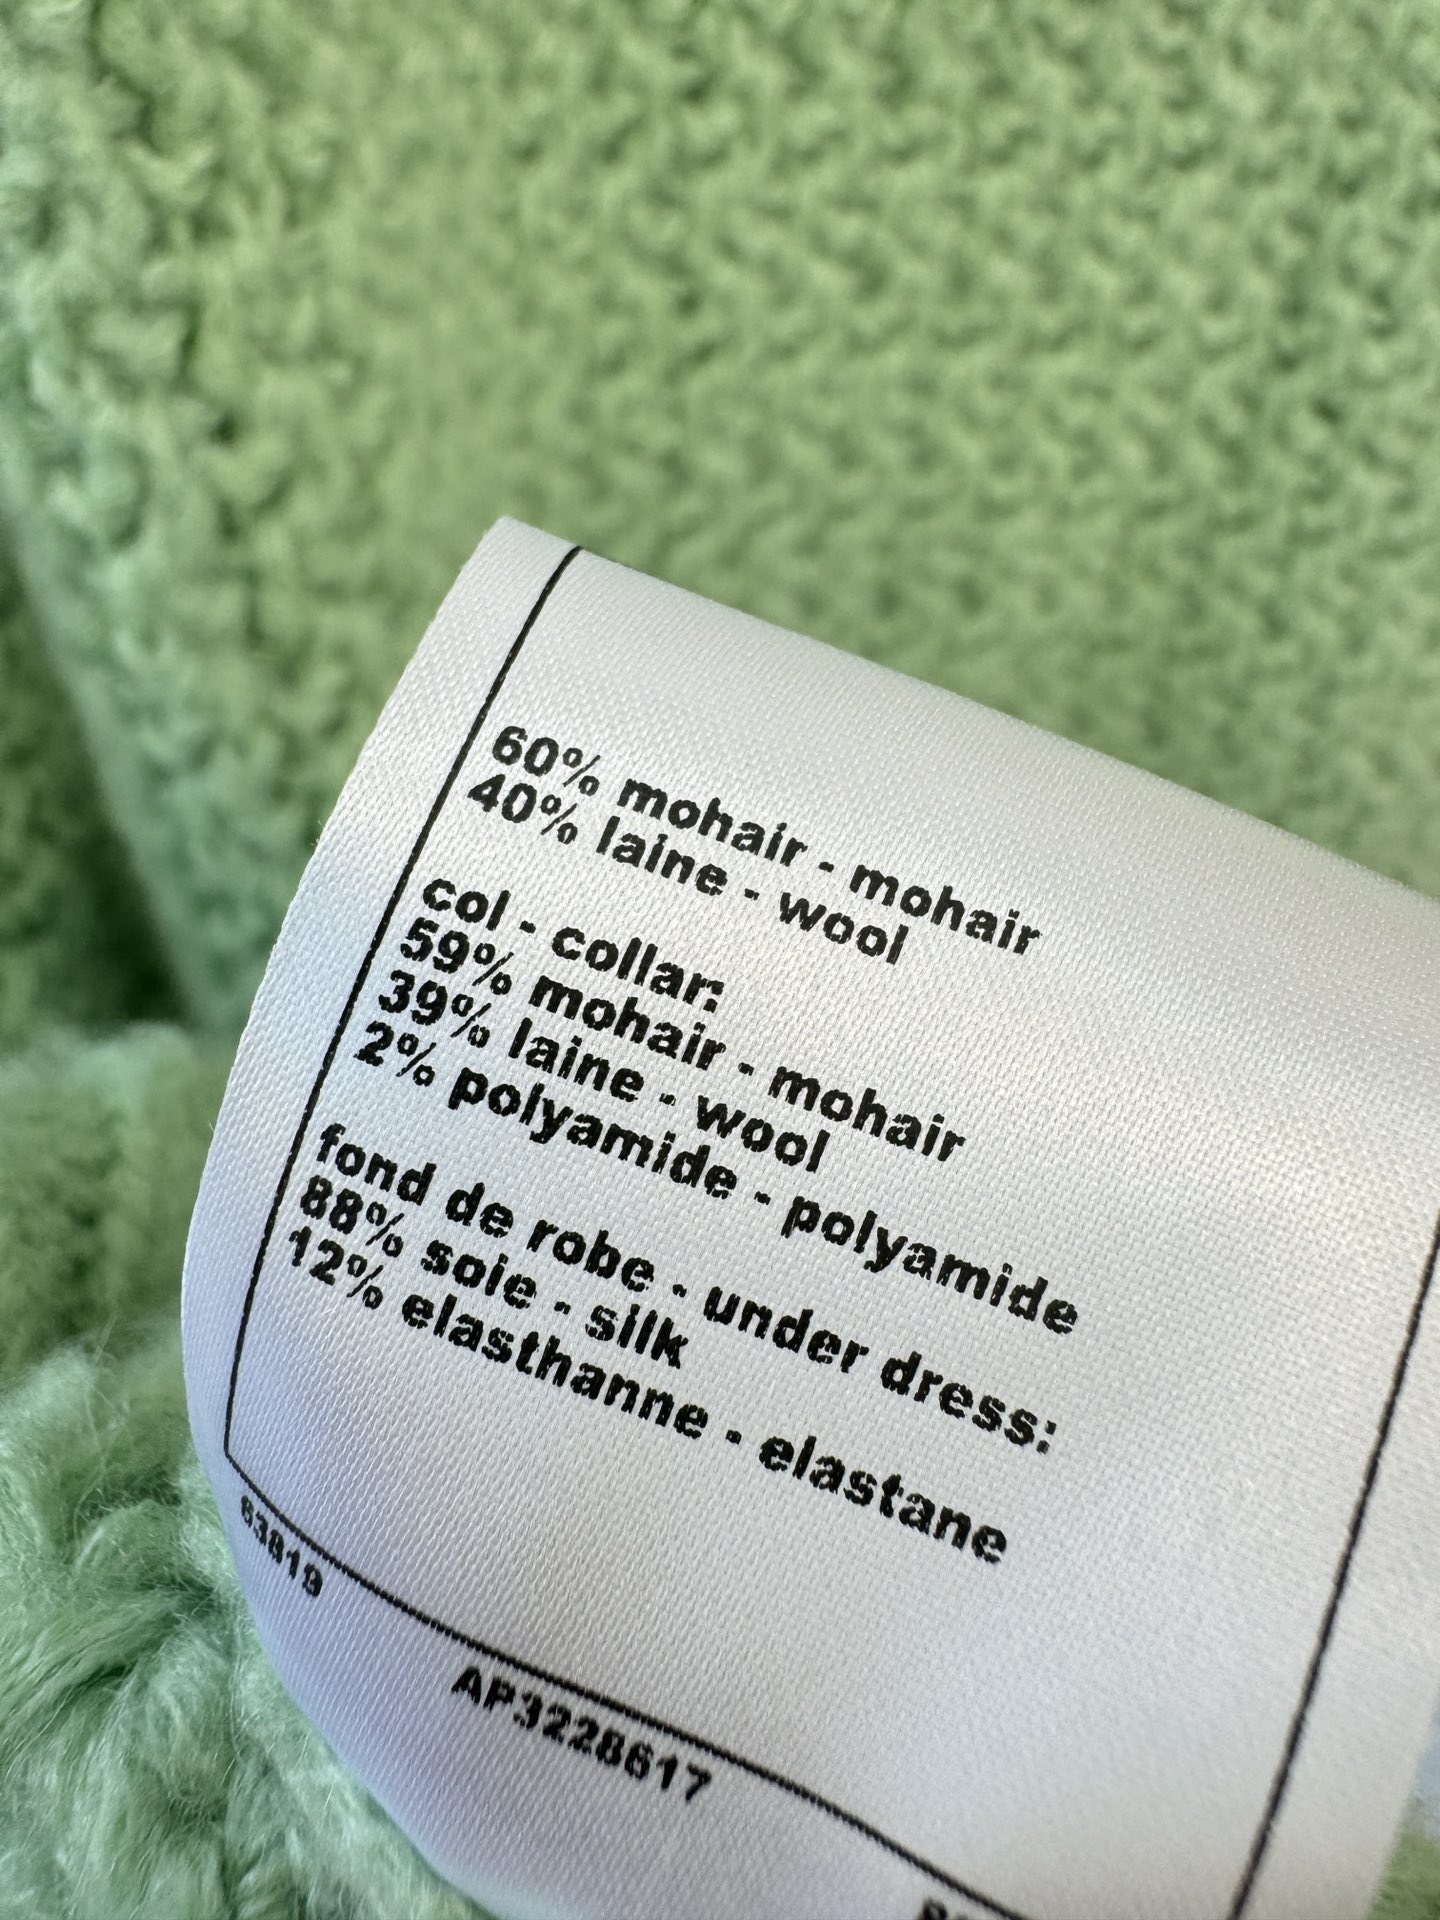 60% mohair - mohair
40% laine - wool
col - collar:
59% mohair - mohair
39% laine - wool
2% polyamide - polyamide
fond de robe - under dress:
88% soie - silk
12% elasthanne - elastane
63819
AP3228617